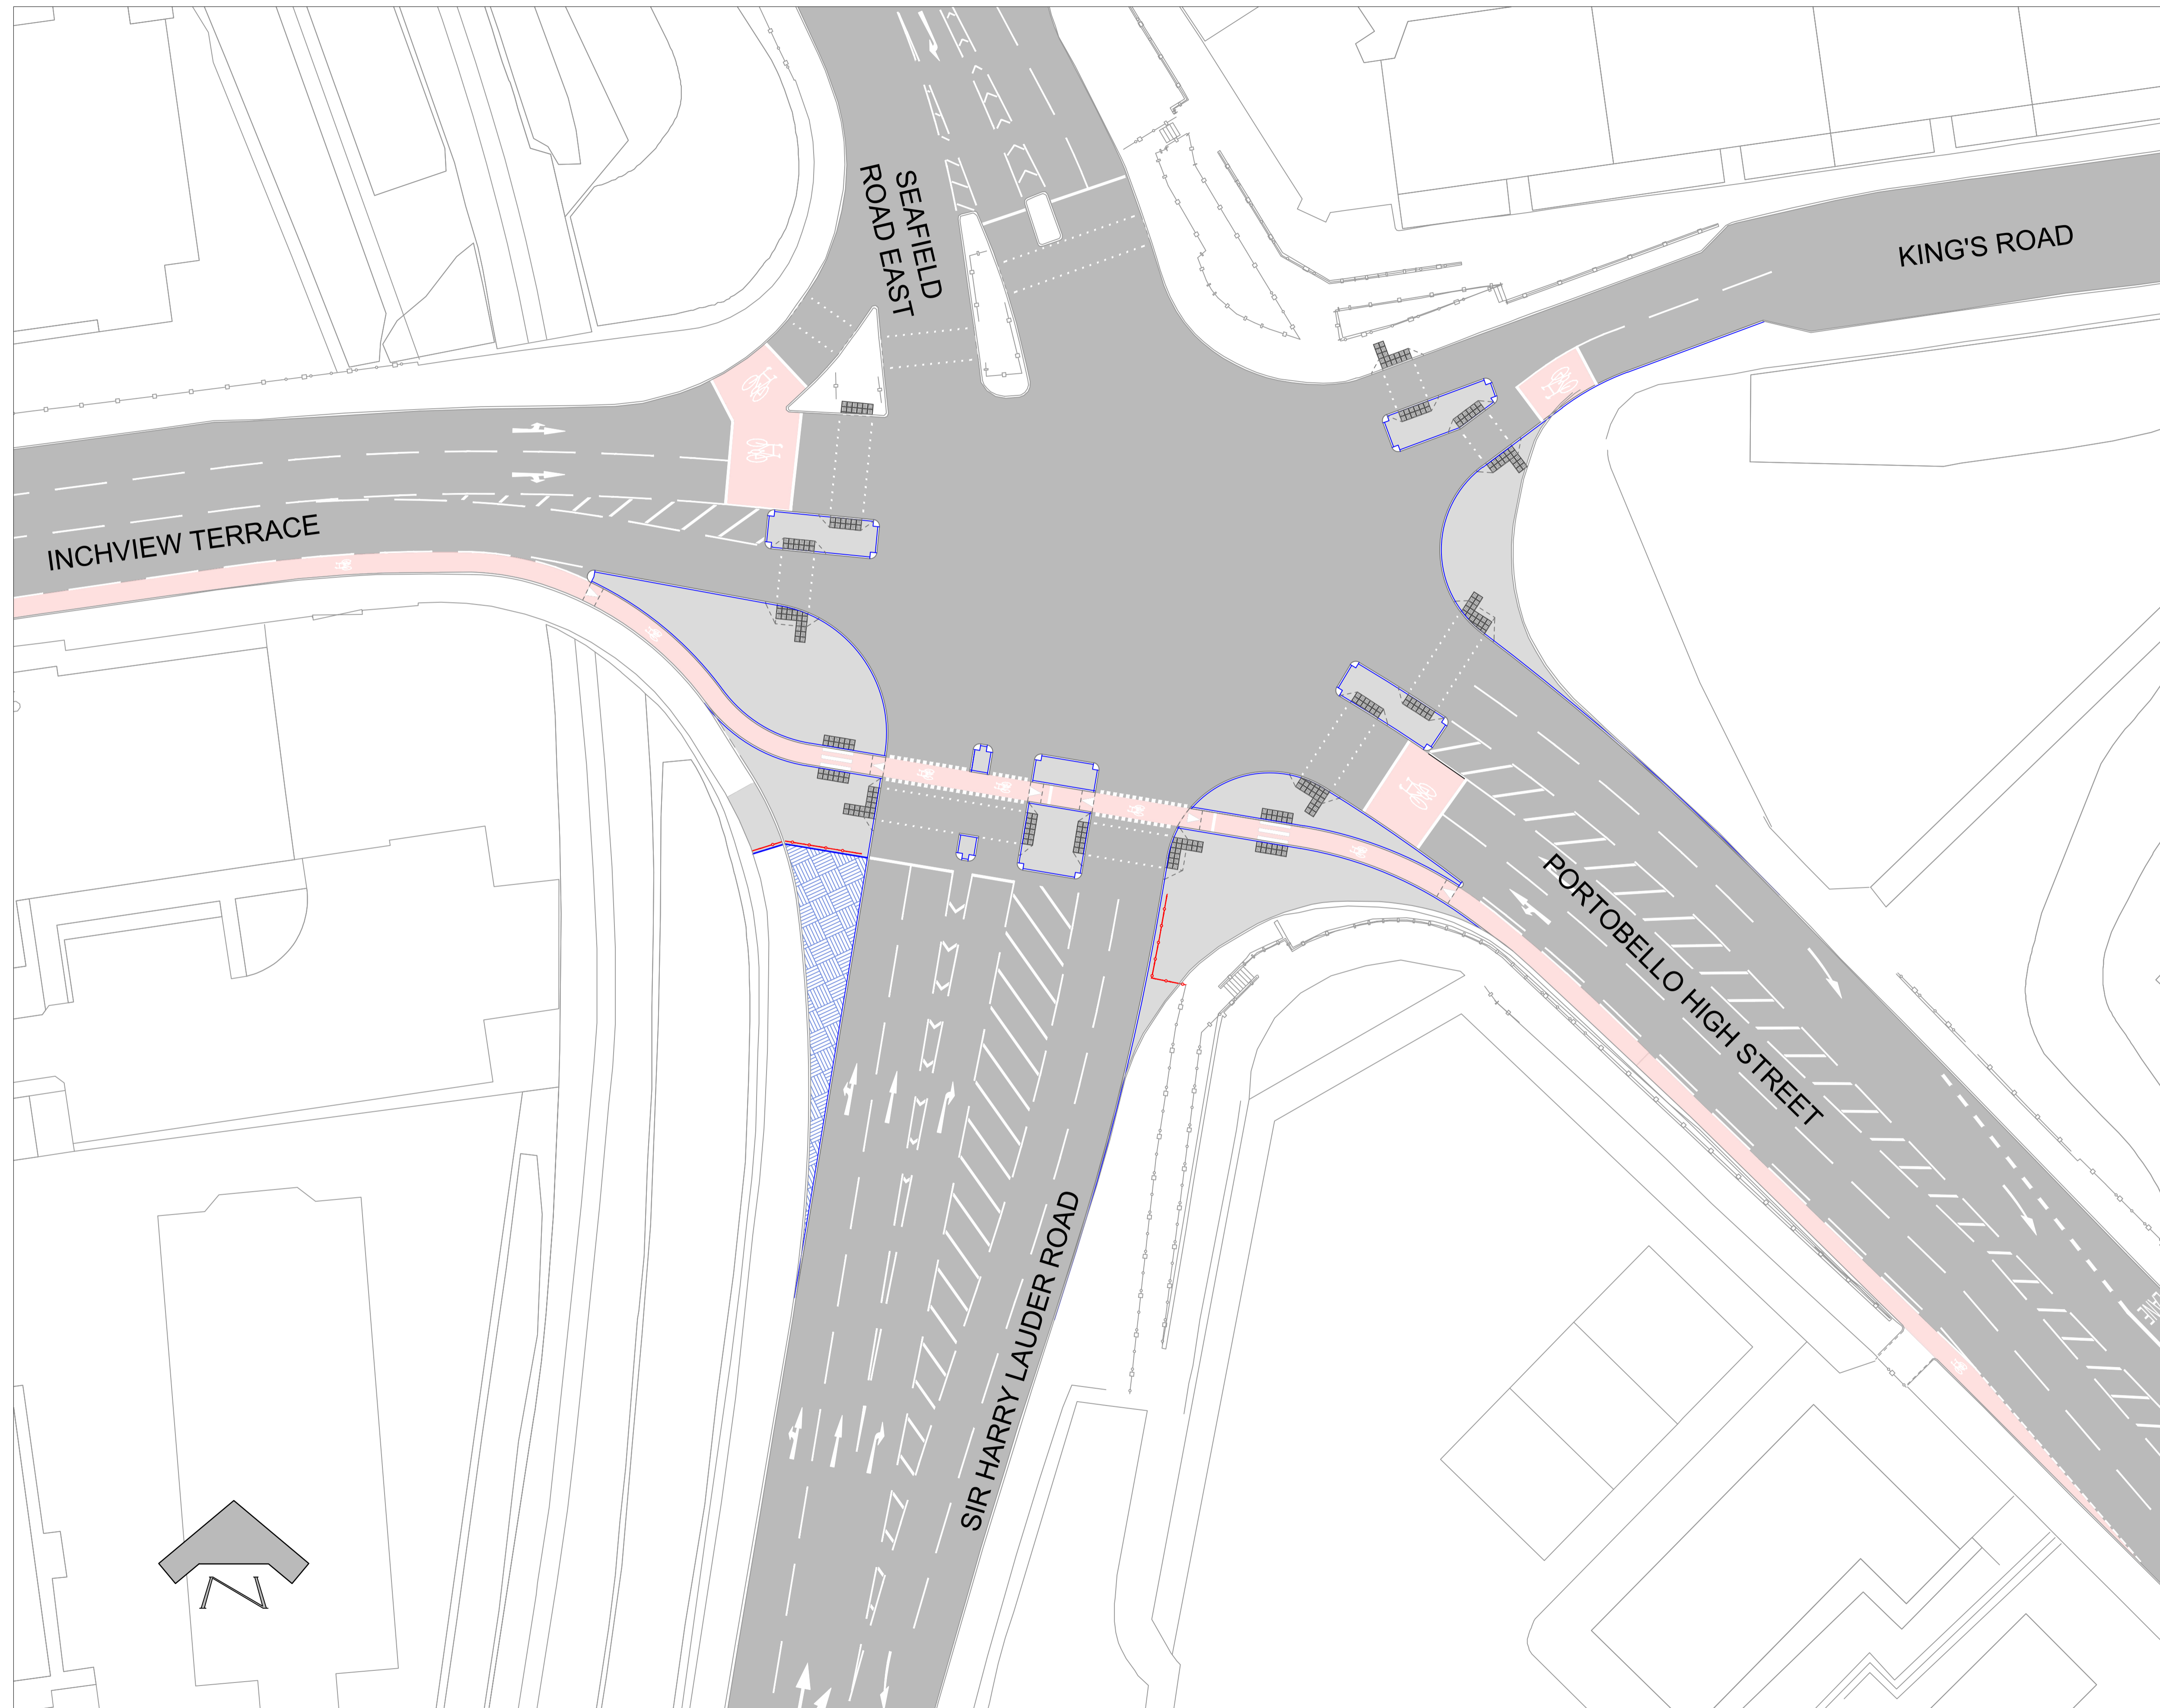 SEAFIELD
ROAD EAST
KING'S ROAD
INCHVIEW TERRACE
PORTOBELLO HIGH STREET
SIR HARRY LAUDER ROAD
N